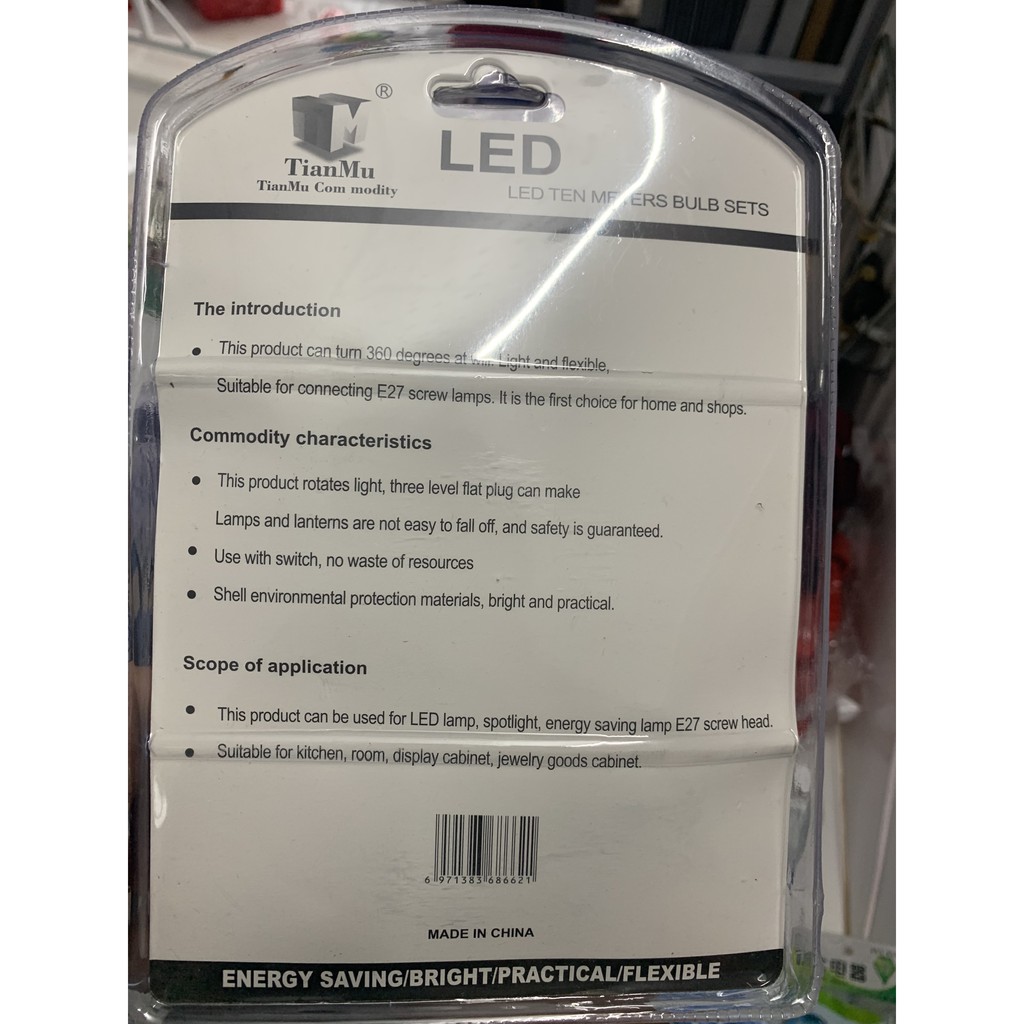 TM ®
TianMu
TianMu Com modity
LED
LED TEN METERS BULB SETS
The introduction
• This product can turn 360 degrees at will. Light and flexible,
Suitable for connecting E27 screw lamps. It is the first choice for home and shops.
Commodity characteristics
• This product rotates light, three level flat plug can make
Lamps and lanterns are not easy to fall off, and safety is guaranteed.
• Use with switch, no waste of resources
• Shell environmental protection materials, bright and practical.
Scope of application
• This product can be used for LED lamp, spotlight, energy saving lamp E27 screw head.
• Suitable for kitchen, room, display cabinet, jewelry goods cabinet.
6 971383 686621
MADE IN CHINA
ENERGY SAVING/BRIGHT/PRACTICAL/FLEXIBLE